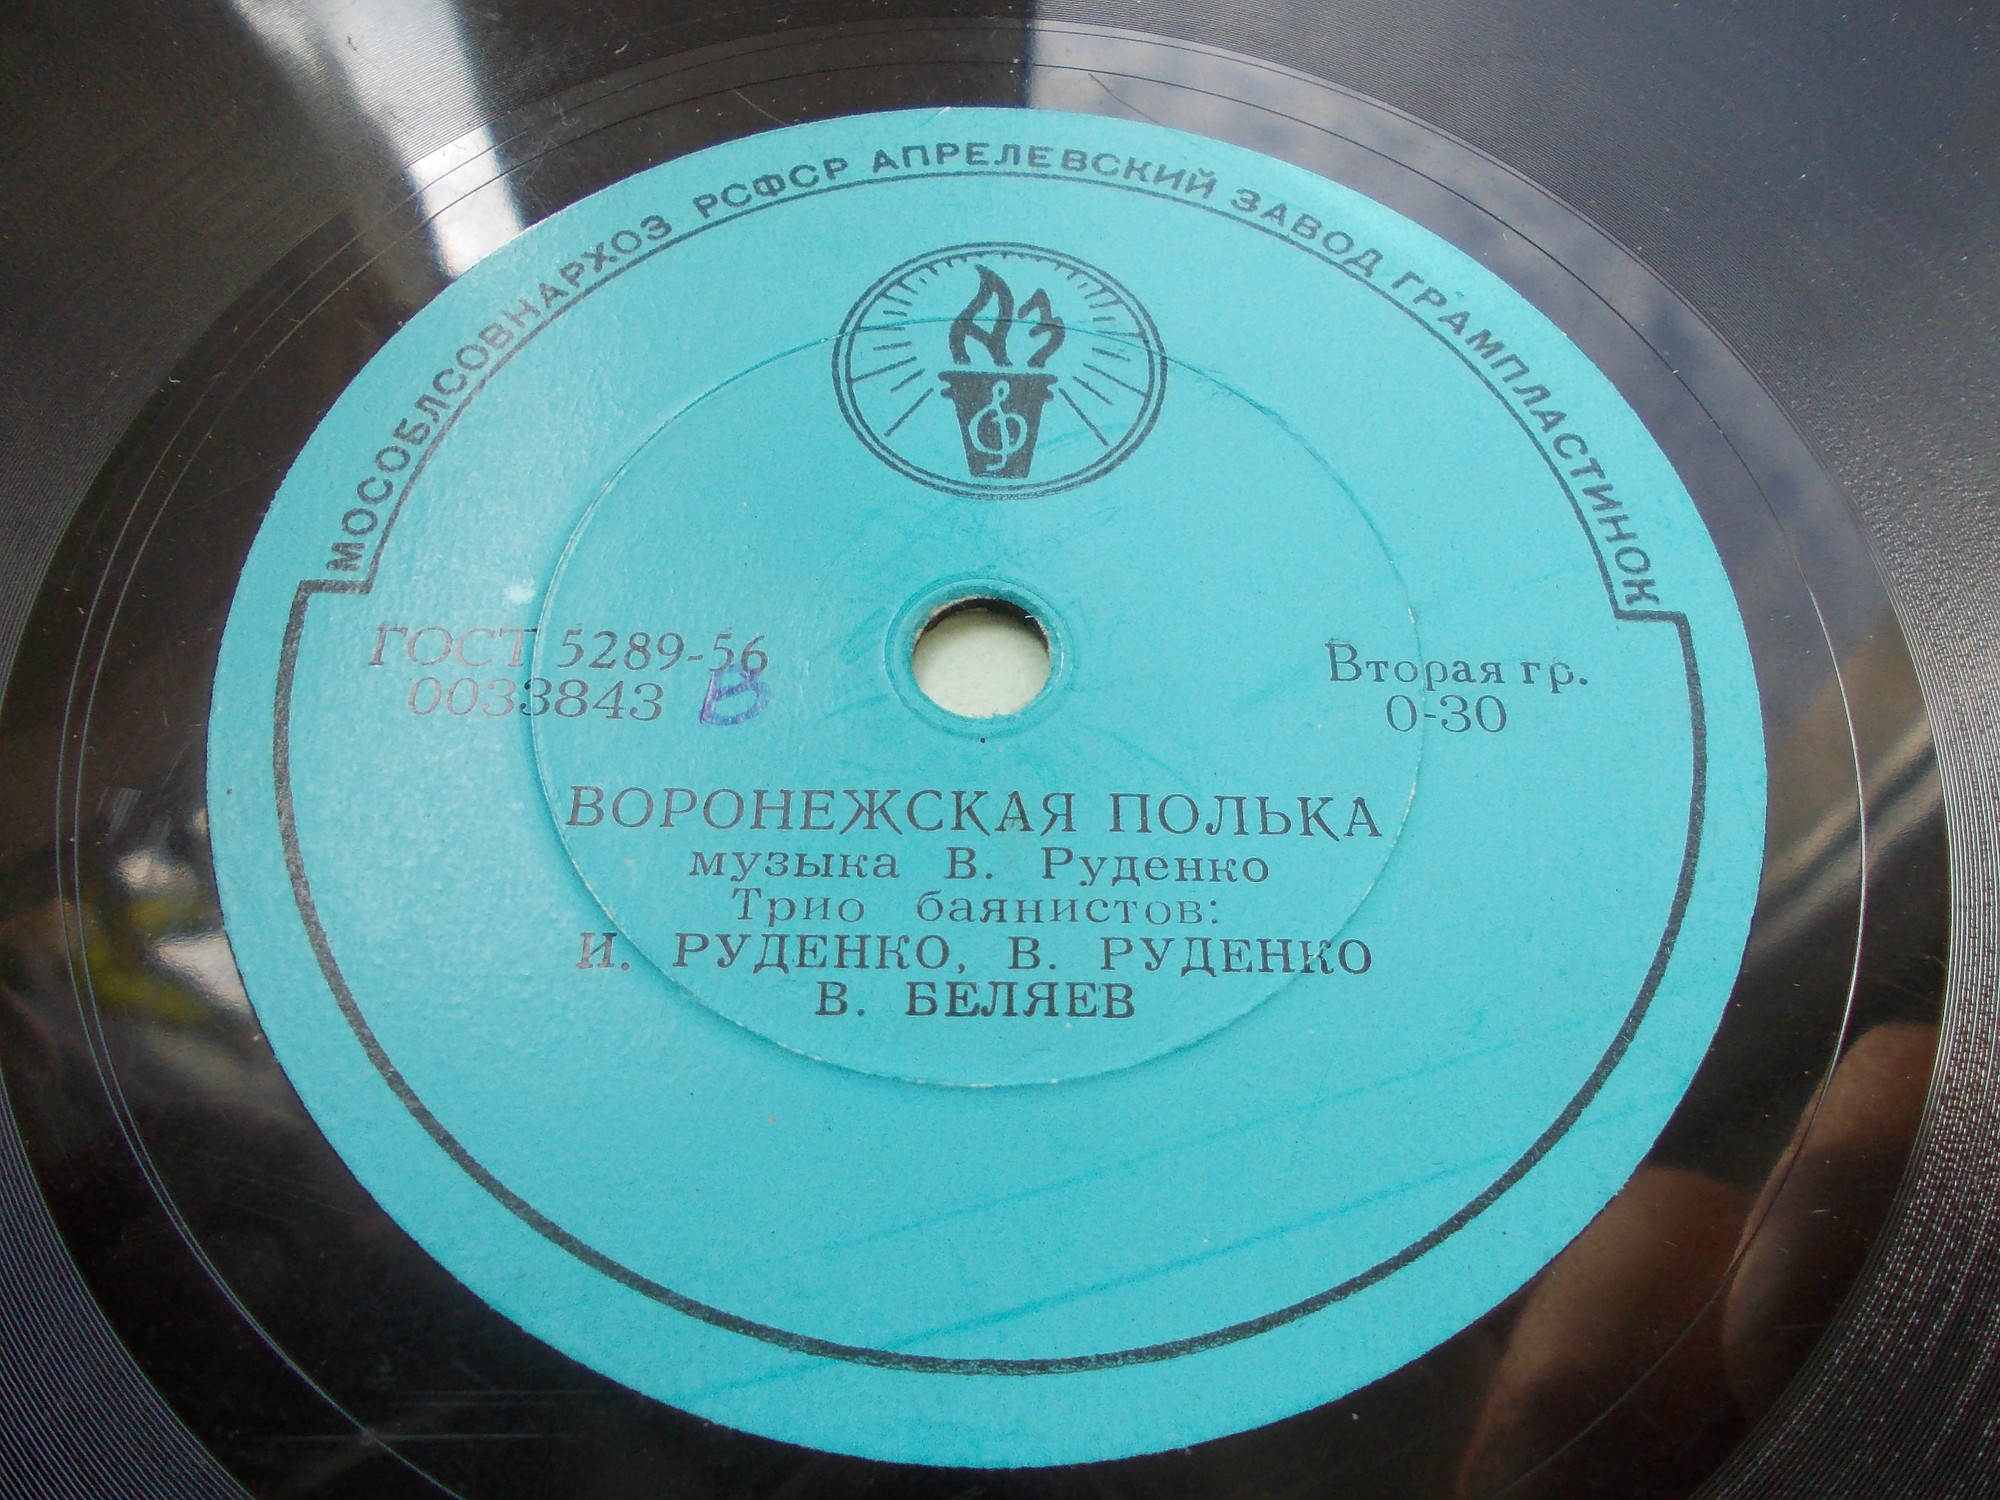 МОСОБЛСОВНАРХОЗ РСФСР АПРЕЛЕВСКИЙ ЗАВОД ГРАМПЛАСТИНОК
АЗ
ГОСТ 5289-56
0033843 В
Вторая гр.
0-30
ВОРОНЕЖСКАЯ ПОЛЬКА
музыка В. Руденко
Трио баянистов:
И. РУДЕНКО, В. РУДЕНКО
В. БЕЛЯЕВ